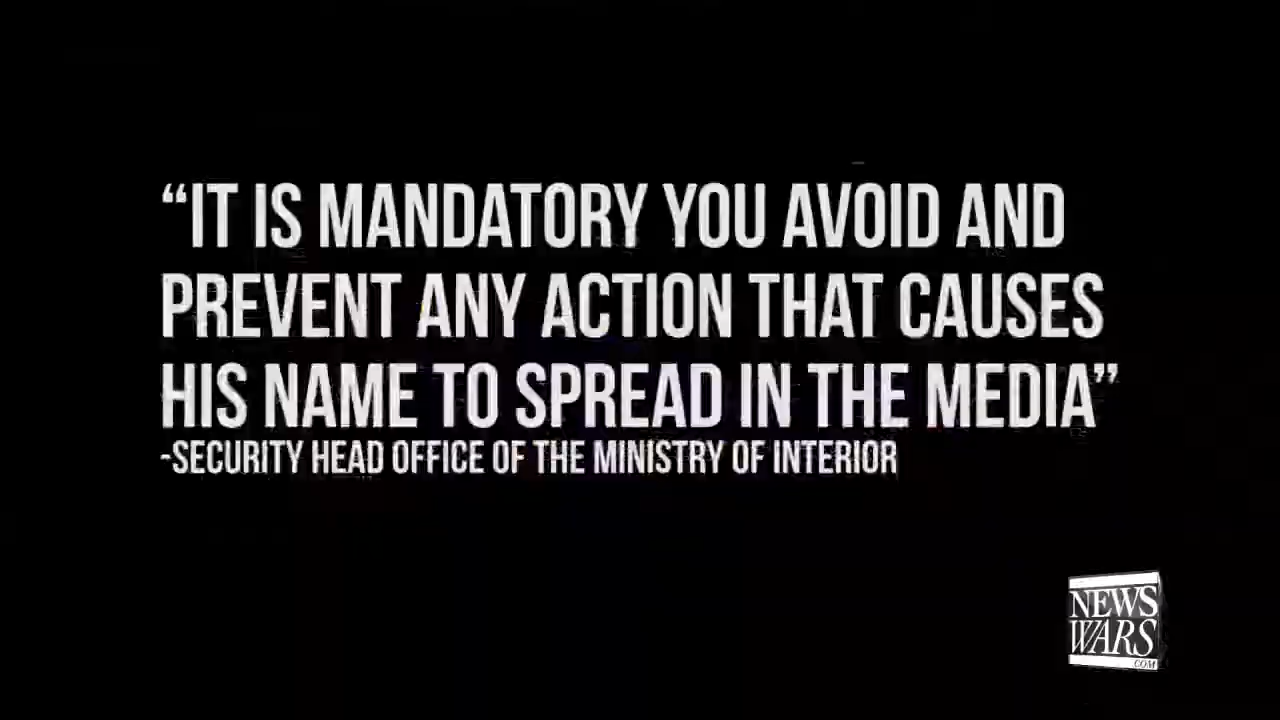 “IT IS MANDATORY YOU AVOID AND
PREVENT ANY ACTION THAT CAUSES
HIS NAME TO SPREAD IN THE MEDIA”
-SECURITY HEAD OFFICE OF THE MINISTRY OF INTERIOR
NEWS
WARS
.COM